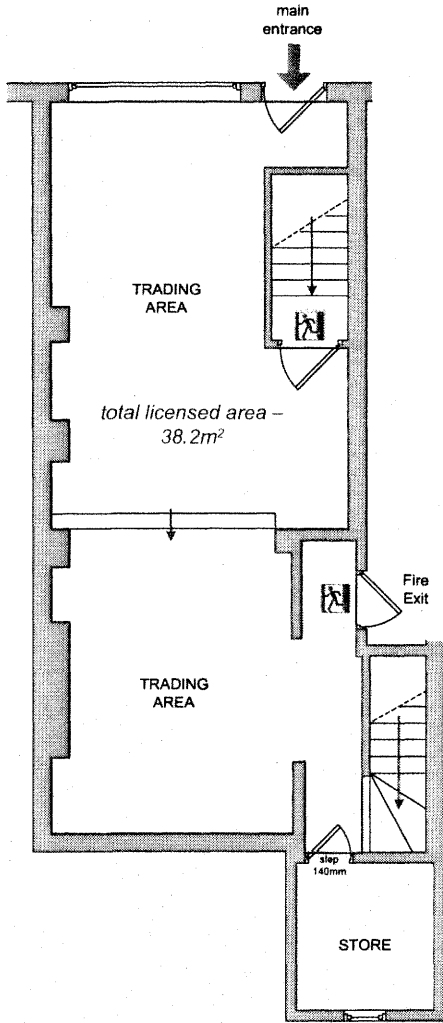 main
entrance
TRADING
AREA
total licensed area –
38.2m²
Fire
Exit
TRADING
AREA
step
140mm
STORE